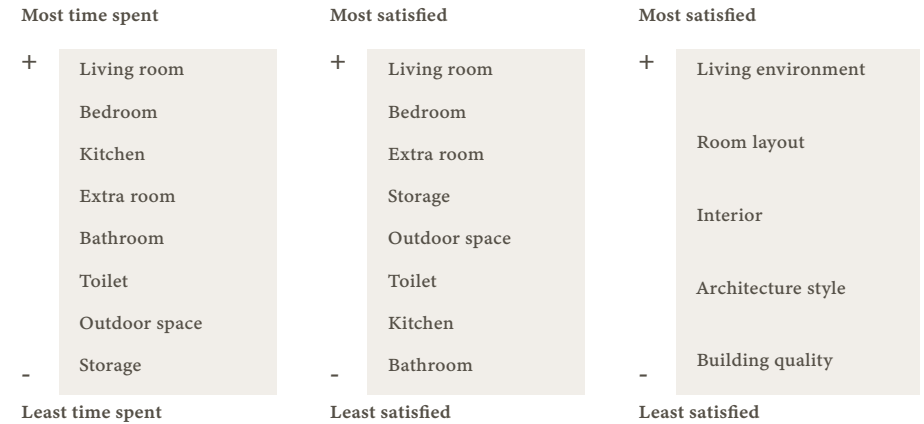 Most time spent
+
Living room
Bedroom
Kitchen
Extra room
Bathroom
Toilet
Outdoor space
Storage
-
Least time spent
Most satisfied
+
Living room
Bedroom
Extra room
Storage
Outdoor space
Toilet
Kitchen
Bathroom
-
Least satisfied
Most satisfied
+
Living environment
Room layout
Interior
Architecture style
Building quality
-
Least satisfied